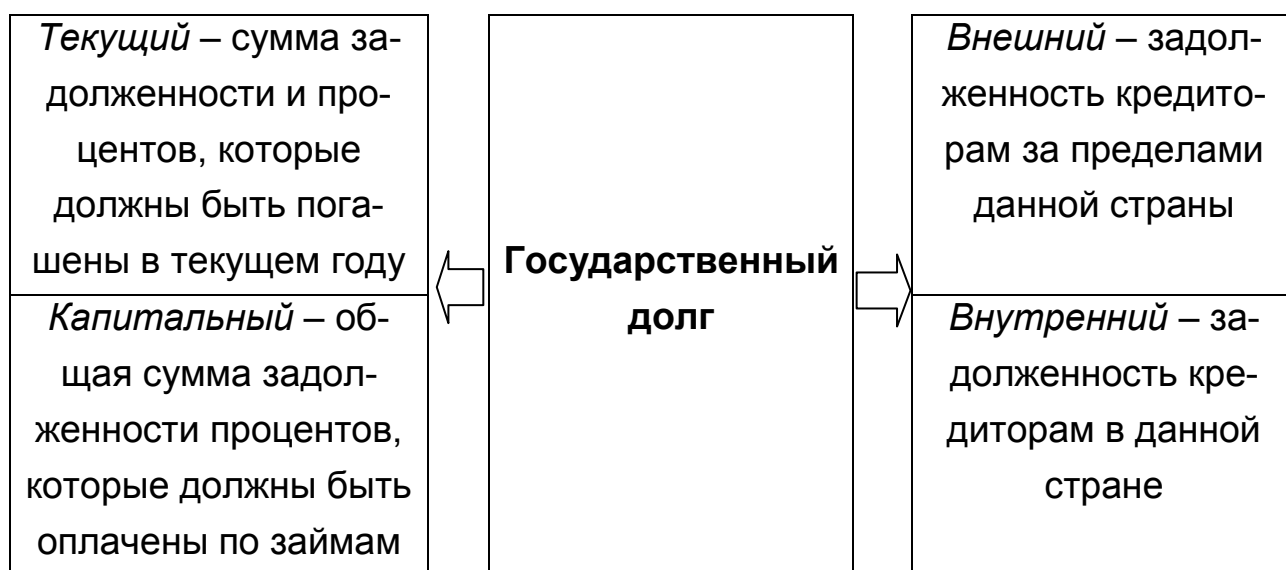 Текущий – сумма за-
долженности и про-
центов, которые
должны быть пога-
шены в текущем году
Капитальный – об-
щая сумма задол-
женности процентов,
которые должны быть
оплачены по займам
Государственный
долг
Внешний – задол-
женность кредито-
рам за пределами
данной страны
Внутренний – за-
долженность кре-
диторам в данной
стране